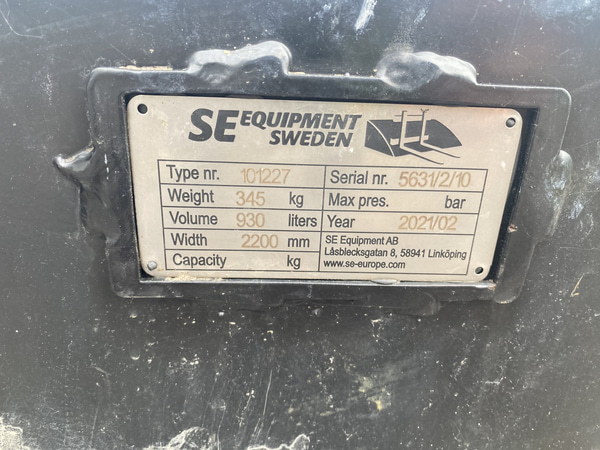 SE EQUIPMENT SWEDEN
Type nr. 101227 Serial nr. 5631/2/10
Weight 345 kg Max pres. bar
Volume 930 liters Year 2021/02
Width 2200 mm SE Equipment AB
Låsblecksgatan 8, 58941 Linköping
Capacity kg www.se-europe.com